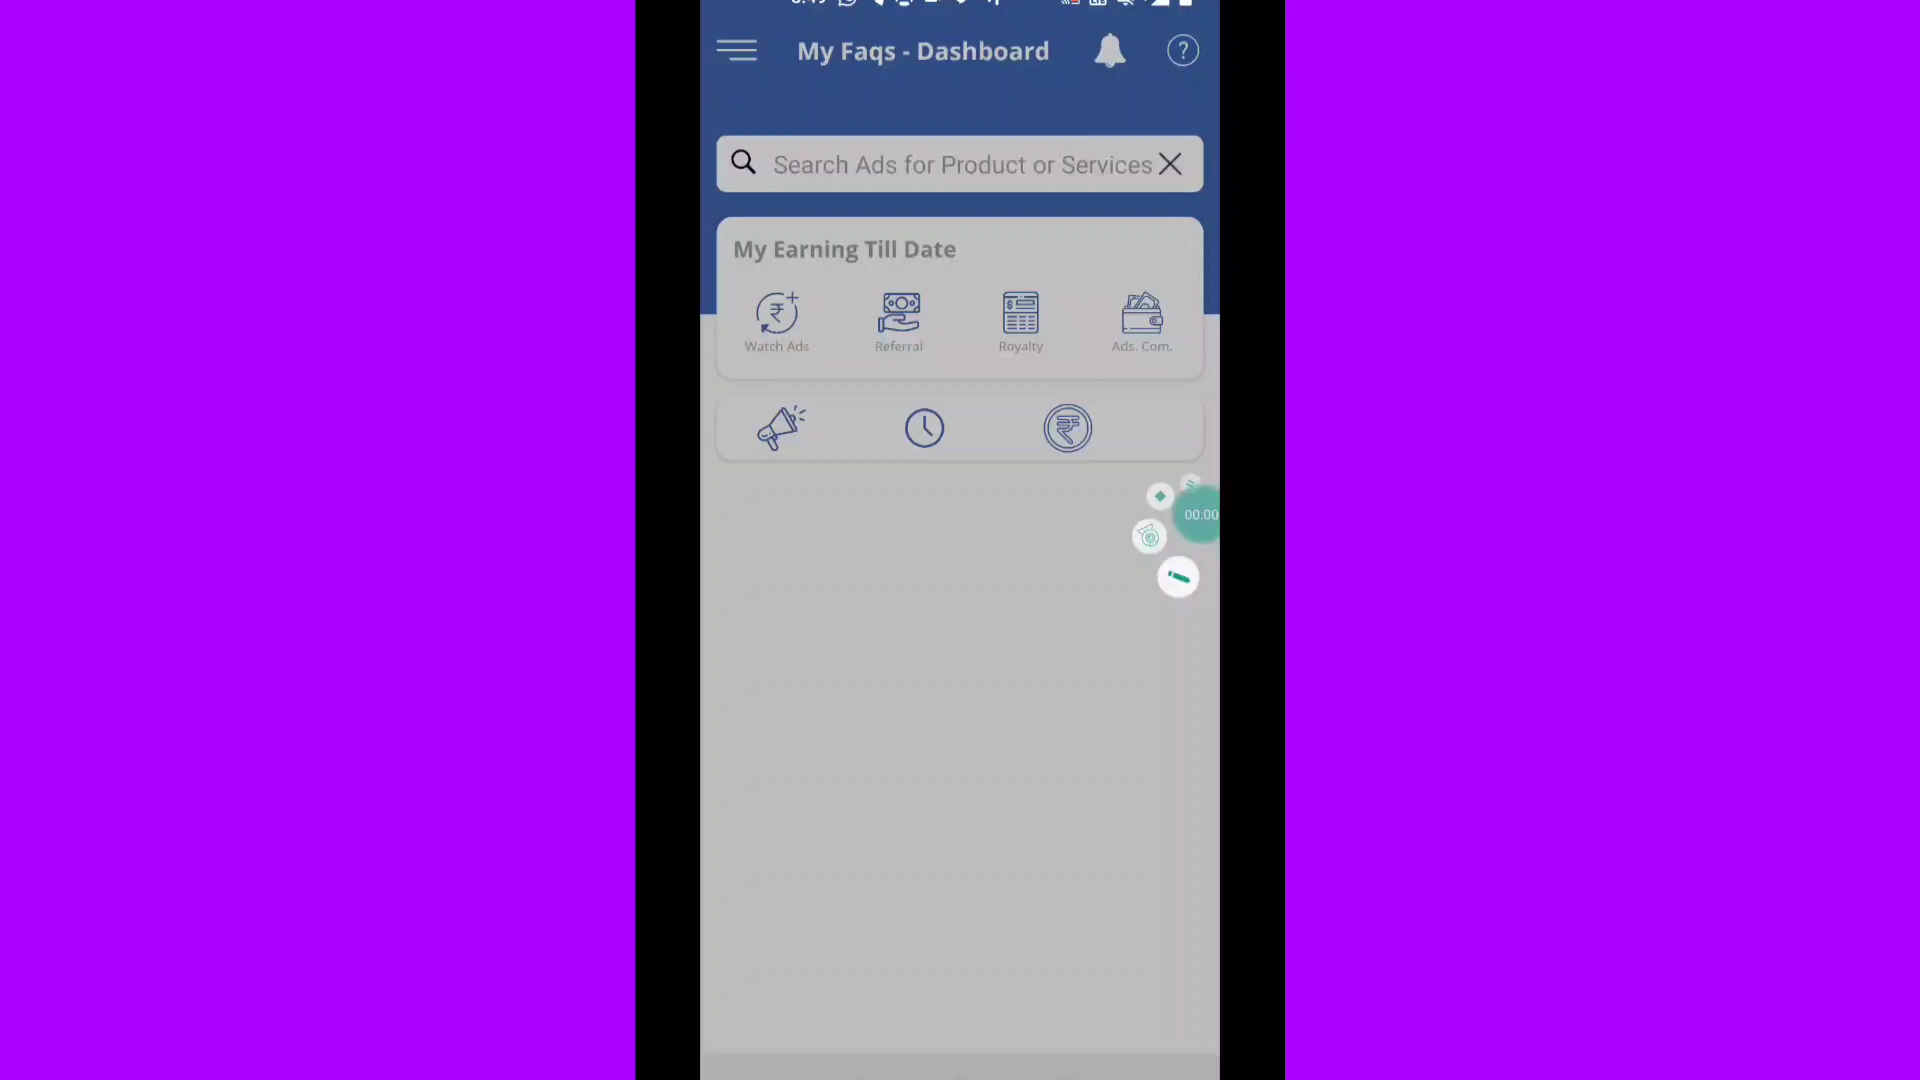 My Faqs - Dashboard
Search Ads for Product or Services
My Earning Till Date
Watch Ads
Referral
Royalty
Ads. Com.
00:00